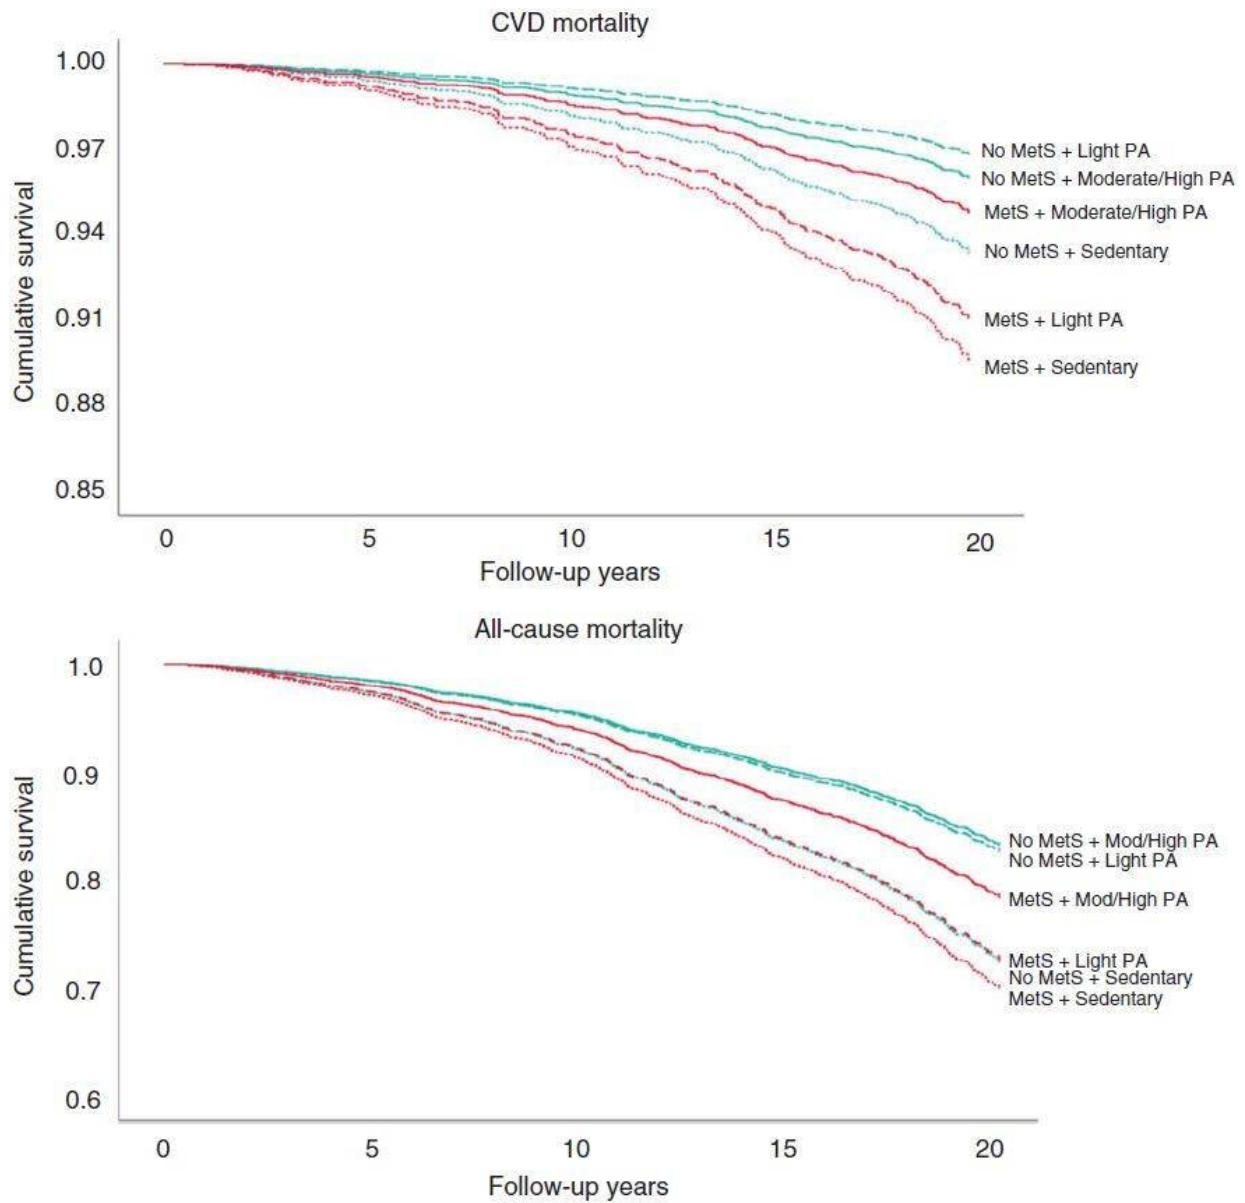 CVD mortality
1.00
0.97
0.94
0.91
0.88
0.85
Cumulative survival
No MetS + Light PA
No MetS + Moderate/High PA
MetS + Moderate/High PA
No MetS + Sedentary
MetS + Light PA
MetS + Sedentary
0 5 10 15 20
Follow-up years
All-cause mortality
1.0
0.9
0.8
0.7
0.6
Cumulative survival
No MetS + Mod/High PA
No MetS + Light PA
MetS + Mod/High PA
MetS + Light PA
No MetS + Sedentary
MetS + Sedentary
0 5 10 15 20
Follow-up years